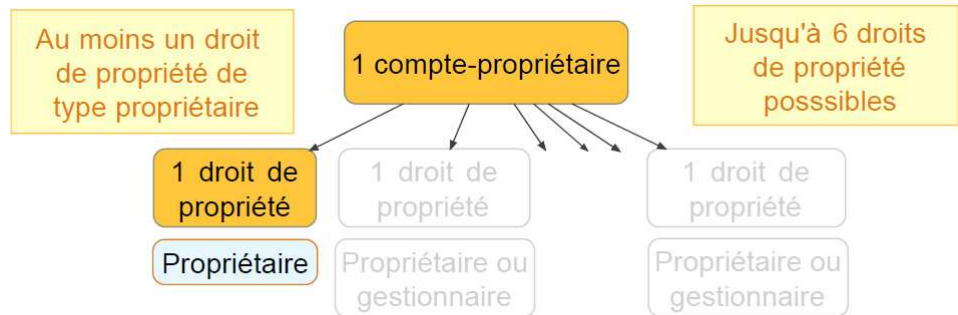 Au moins un droit
de propriété de
type propriétaire
1 compte-propriétaire
Jusqu'à 6 droits
de propriété
posssibles
1 droit de
propriété
1 droit de
propriété
1 droit de
propriété
Propriétaire
Propriétaire ou
gestionnaire
Propriétaire ou
gestionnaire